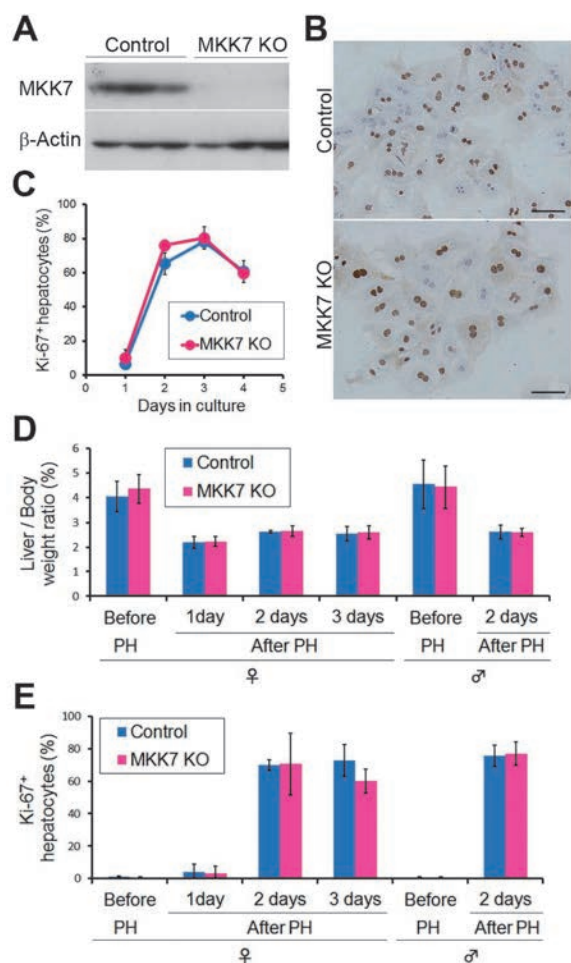 A
Control MKK7 KO
MKK7
β-Actin
B
Control
MKK7 KO
C
Ki-67+ hepatocytes (%)
100
80
60
40
20
0
0 1 2 3 4 5
Days in culture
Control
MKK7 KO
D
Liver / Body
weight ratio (%)
6
5
4
3
2
1
0
Control
MKK7 KO
Before 1day 2 days 3 days Before 2 days
PH After PH PH After PH
♀ ♂
E
Ki-67+
hepatocytes (%)
100
80
60
40
20
0
Control
MKK7 KO
Before 1day 2 days 3 days Before 2 days
PH After PH PH After PH
♀ ♂